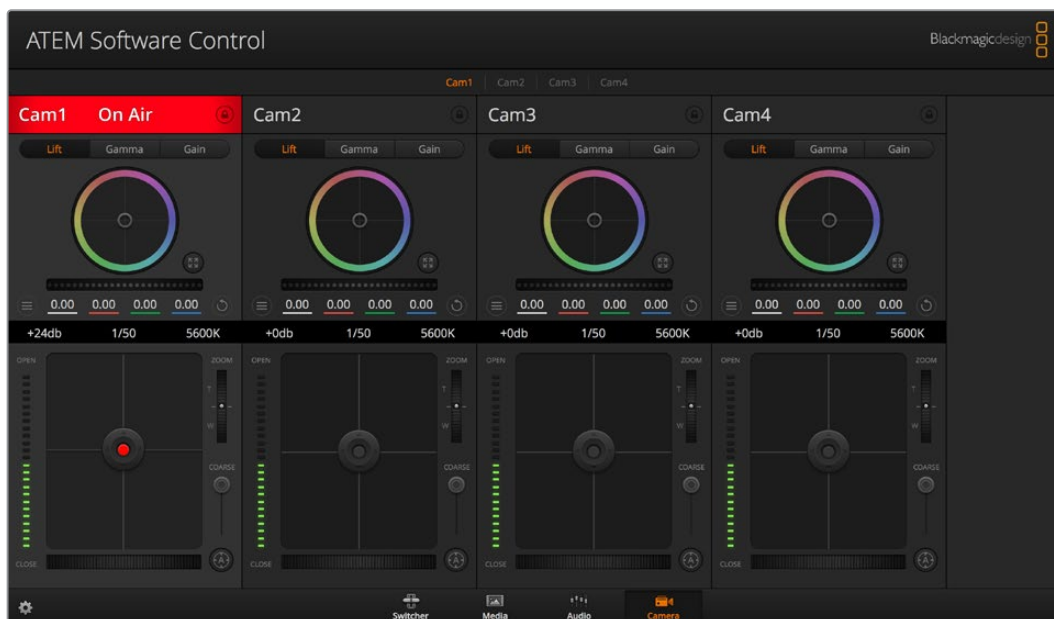 ATEM Software Control
Blackmagicdesign
Cam1 Cam2 Cam3 Cam4
Cam1 On Air Cam2 Cam3 Cam4
Lift Gamma Gain Lift Gamma Gain Lift Gamma Gain Lift Gamma Gain
0.00 0.00 0.00 0.00 0.00 0.00 0.00 0.00 0.00 0.00 0.00 0.00 0.00 0.00 0.00 0.00
+24db 1/50 5600K +0db 1/50 5600K +0db 1/50 5600K +0db 1/50 5600K
OPEN ZOOM OPEN ZOOM OPEN ZOOM OPEN ZOOM
T T T T
W W W W
COARSE COARSE COARSE COARSE
CLOSE A CLOSE A CLOSE A CLOSE A
Switcher Media Audio Camera